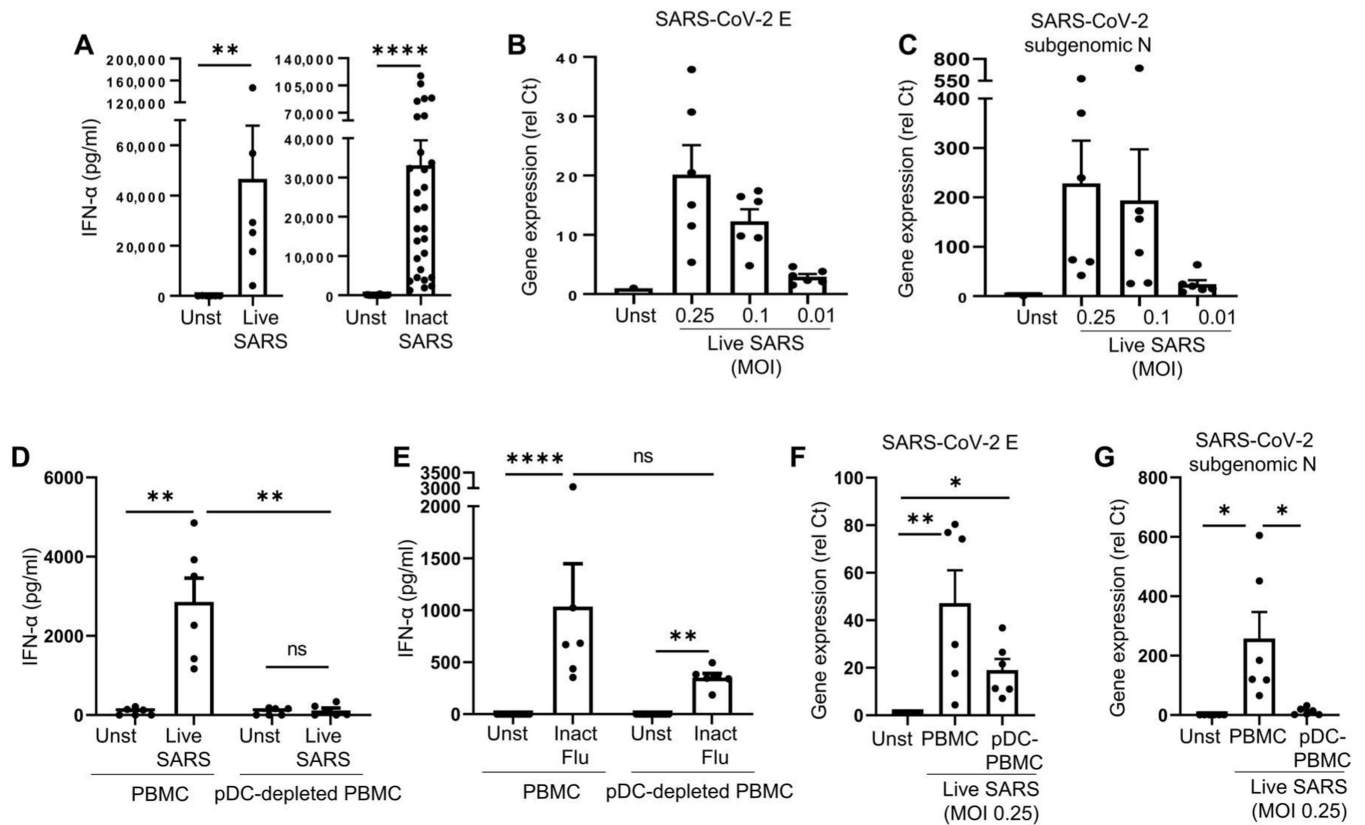 A
IFN-α (pg/ml)
200,000
160,000
120,000
60,000
40,000
20,000
0
**
Unst
Live
SARS
140,000
105,000
70,000
40,000
30,000
20,000
10,000
0
****
Unst
Inact
SARS
B
SARS-CoV-2 E
Gene expression (rel Ct)
40
30
20
10
0
Unst 0.25 0.1 0.01
Live SARS
(MOI)
C
SARS-CoV-2
subgenomic N
Gene expression (rel Ct)
800
550
400
300
200
100
0
Unst 0.25 0.1 0.01
Live SARS
(MOI)
D
IFN-α (pg/ml)
6000
4000
2000
0
** **
ns
Unst Live Unst Live
SARS SARS
PBMC pDC-depleted PBMC
E
IFN-α (pg/ml)
3500
3000
2000
1500
1000
500
0
**** ns
**
Unst Inact Unst Inact
Flu Flu
PBMC pDC-depleted PBMC
F
SARS-CoV-2 E
Gene expression (rel Ct)
100
80
60
40
20
0
*
**
Unst PBMC pDC-
PBMC
Live SARS
(MOI 0.25)
G
SARS-CoV-2
subgenomic N
Gene expression (rel Ct)
800
600
400
200
0
* *
Unst PBMC pDC-
PBMC
Live SARS
(MOI 0.25)